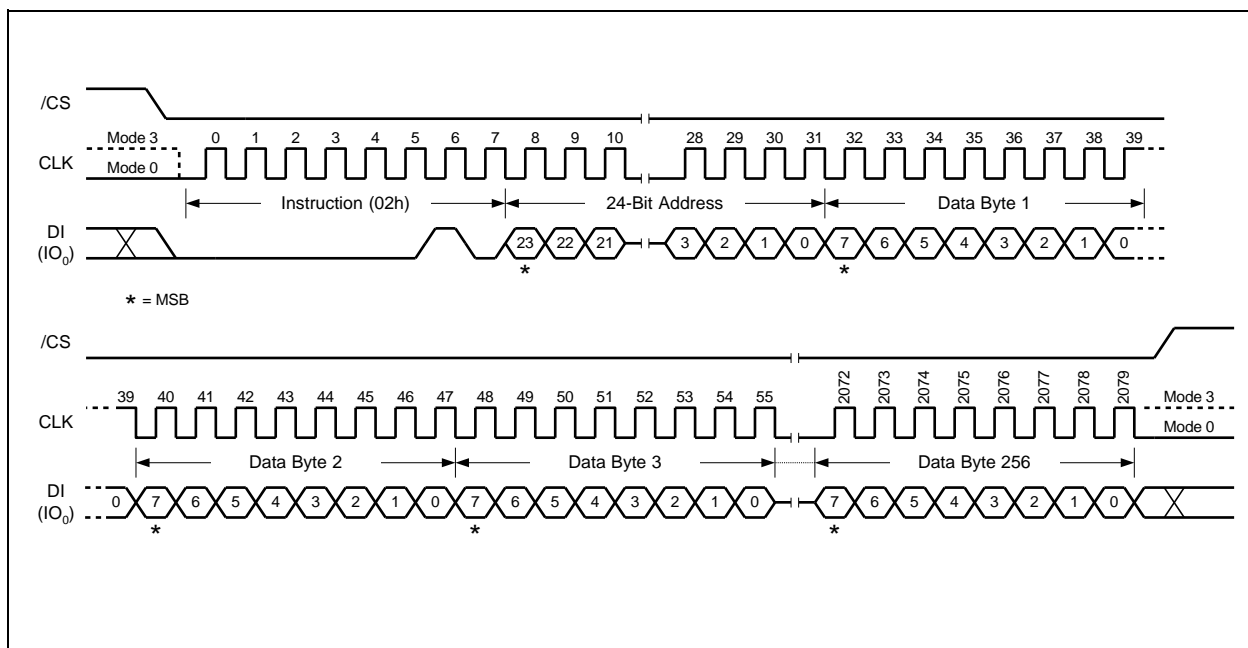 /CS
Mode 3 0 1 2 3 4 5 6 7 8 9 10 28 29 30 31 32 33 34 35 36 37 38 39
CLK
Mode 0
Instruction (02h) 24-Bit Address Data Byte 1
DI
(IO0)
23 22 21 3 2 1 0 7 6 5 4 3 2 1 0
* *
* = MSB
/CS
39 40 41 42 43 44 45 46 47 48 49 50 51 52 53 54 55 2072 2073 2074 2075 2076 2077 2078 2079
Mode 3
CLK
Mode 0
Data Byte 2 Data Byte 3 Data Byte 256
DI
(IO0)
0 7 6 5 4 3 2 1 0 7 6 5 4 3 2 1 0 7 6 5 4 3 2 1 0
* * *